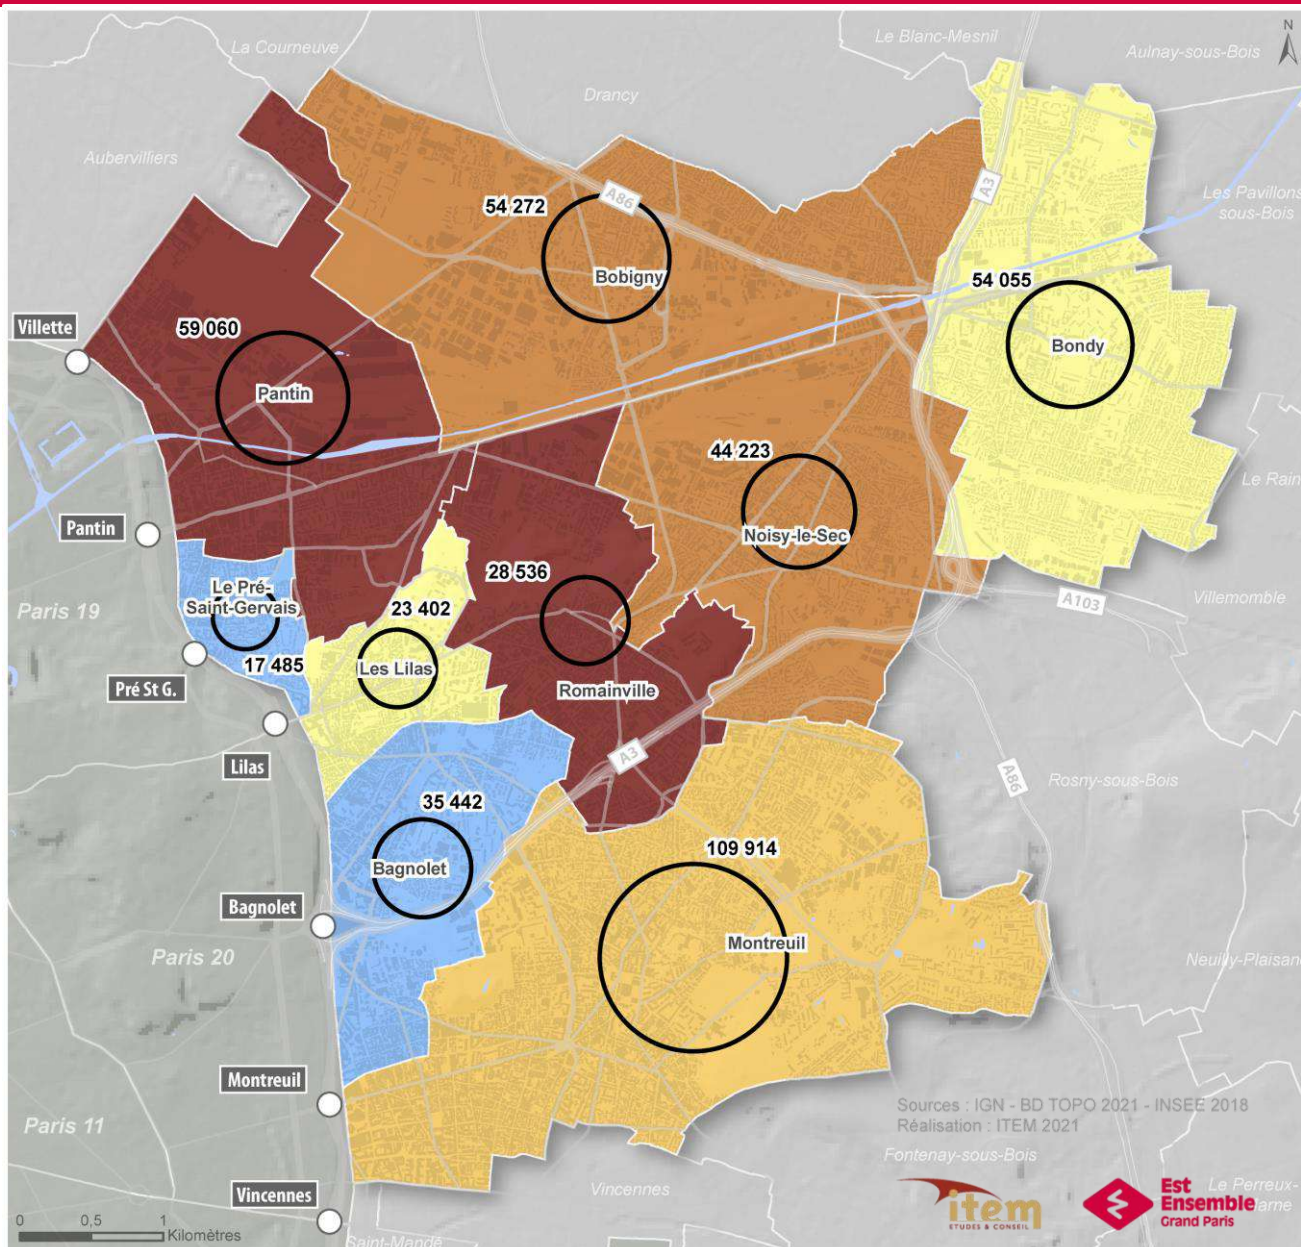 N
La Courneuve
Le Blanc-Mesnil
Aulnay-sous-Bois
Drancy
Aubervilliers
A86
A3
Les Pavillons
sous-Bois
54 272
Bobigny
54 055
Bondy
Villette
59 060
Pantin
44 223
Noisy-le-Sec
Le Rain
Pantin
28 536
Le Pré-
Saint-Gervais
23 402
A103
Villemomble
Paris 19
17 485
Les Lilas
Pré St G.
Romainville
Lilas
A3
A86
Rosny-sous-Bois
35 442
Bagnolet
109 914
Bagnolet
Montreuil
Paris 20
Neuilly-Plaisan
Montreuil
Sources : IGN - BD TOPO 2021 - INSEE 2018
Réalisation : ITEM 2021
Paris 11
Fontenay-sous-Bois
Vincennes
Vincennes
item
ETUDES & CONSEIL
Est
Ensemble
Grand Paris
Le Perreux-
arne
0 0,5 1
Kilomètres
Saint-Mandé